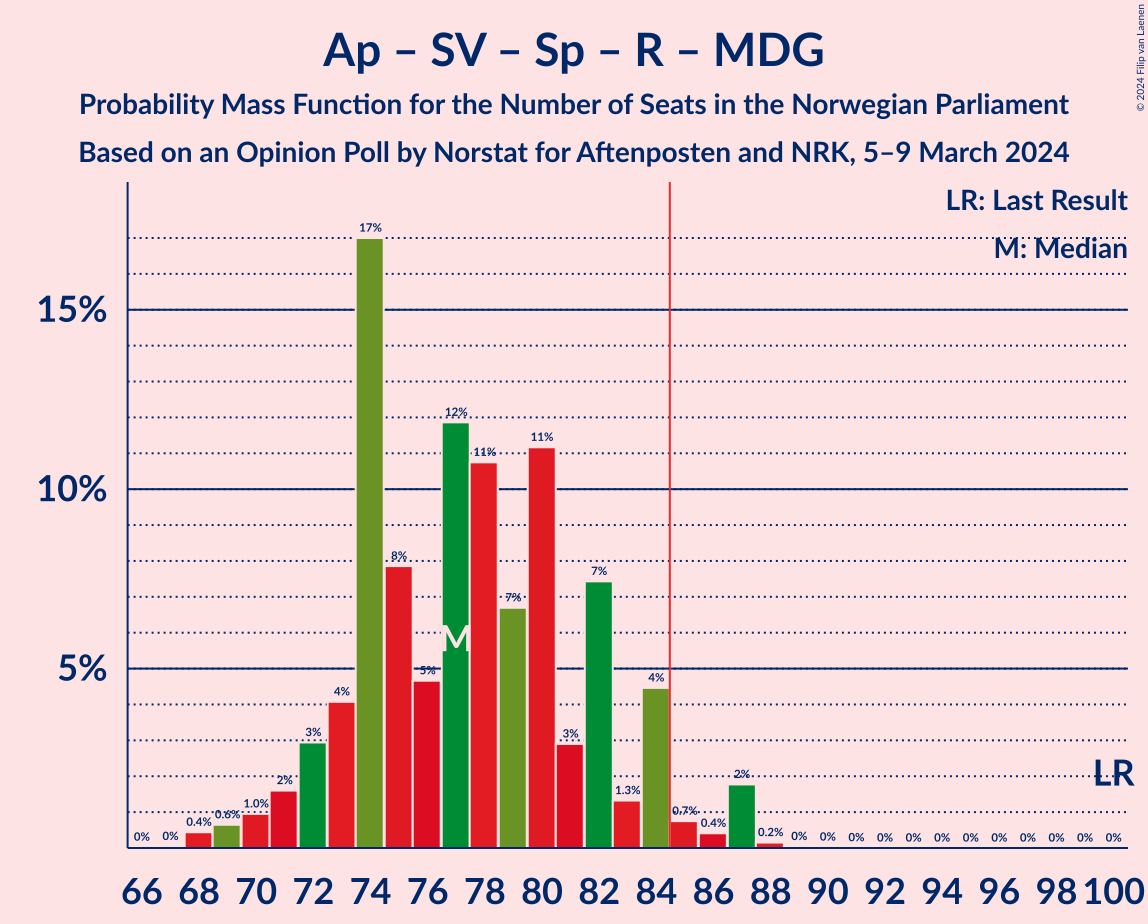 Ap – SV – Sp – R – MDG
Probability Mass Function for the Number of Seats in the Norwegian Parliament
Based on an Opinion Poll by Norstat for Aftenposten and NRK, 5–9 March 2024
© 2024 Filip van Laenen
LR: Last Result
M: Median
15%
10%
5%
0% 0% 0.4% 0.6% 1.0% 2% 3% 4% 17% 8% 5% 12% 11% 7% 11% 3% 7% 1.3% 4% 0.7% 0.4% 2% 0.2% 0% 0% 0% 0% 0% 0% 0% 0% 0% 0% 0% 0%
M
LR
66 68 70 72 74 76 78 80 82 84 86 88 90 92 94 96 98 100